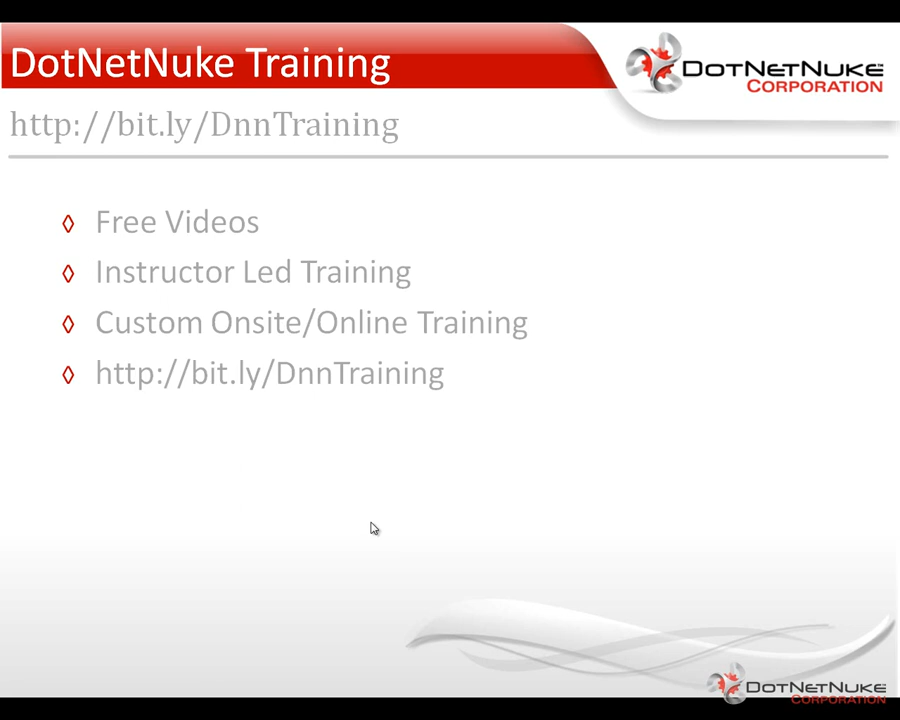 DotNetNuke Training
DOTNETNUKE
CORPORATION
http://bit.ly/DnnTraining
◊ Free Videos
◊ Instructor Led Training
◊ Custom Onsite/Online Training
◊ http://bit.ly/DnnTraining
DOTNETNUKE
CORPORATION